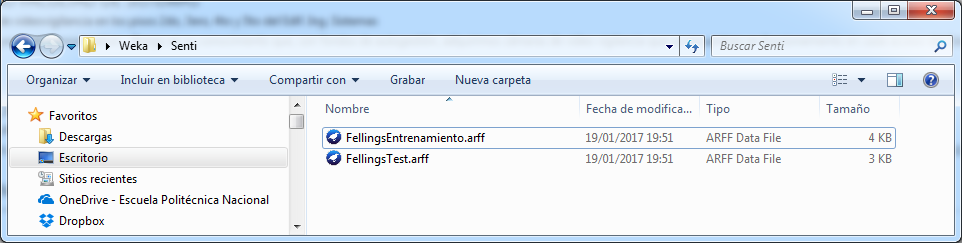 Weka Senti
Buscar Senti
Organizar Incluir en biblioteca Compartir con Grabar Nueva carpeta
Favoritos
Descargas
Escritorio
Sitios recientes
OneDrive - Escuela Politécnica Nacional
Dropbox
Nombre Fecha de modifica... Tipo Tamaño
FellingsEntrenamiento.arff 19/01/2017 19:51 ARFF Data File 4 KB
FellingsTest.arff 19/01/2017 19:51 ARFF Data File 3 KB